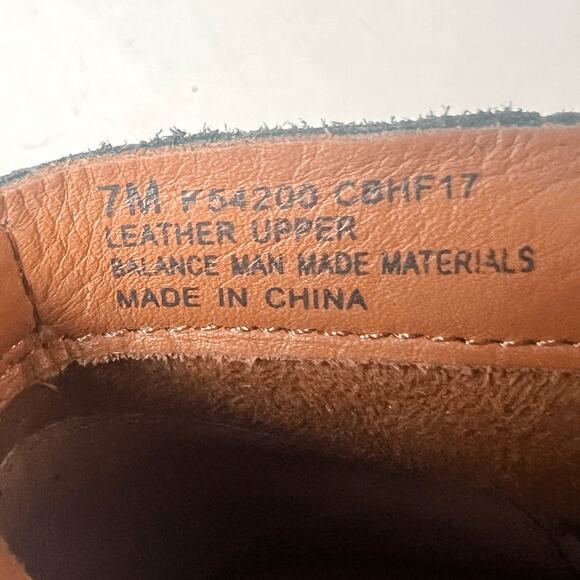 7M F54200 CBHF17
LEATHER UPPER
BALANCE MAN MADE MATERIALS
MADE IN CHINA